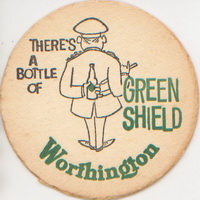 THERE'S
A
BOTTLE
OF
GREEN
SHIELD
Worthington